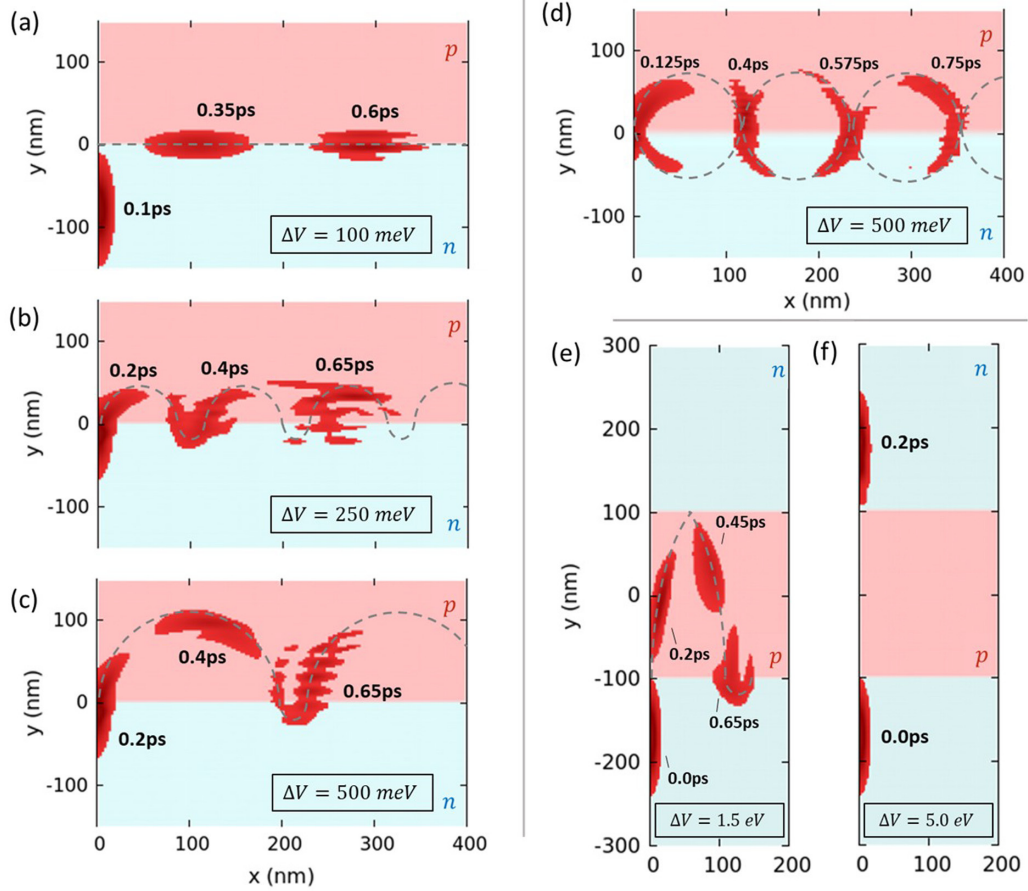 (a)
p
100
0.35ps
0.6ps
0
y (nm)
0.1ps
-100
ΔV = 100 meV
n
(b)
p
100
0.2ps
0.4ps
0.65ps
0
y (nm)
-100
ΔV = 250 meV
n
(c)
p
100
0.4ps
0.65ps
0
y (nm)
0.2ps
-100
ΔV = 500 meV
n
0
100
200
300
400
x (nm)
(d)
p
100
0.125ps
0.4ps
0.575ps
0.75ps
0
y (nm)
-100
ΔV = 500 meV
n
0
100
200
300
400
x (nm)
(e)
300
n
200
100
0.45ps
0
y (nm)
0.2ps
p
-100
0.65ps
-200
0.0ps
ΔV = 1.5 eV
-300
0
100
200
(f)
n
0.2ps
p
0.0ps
ΔV = 5.0 eV
0
100
200